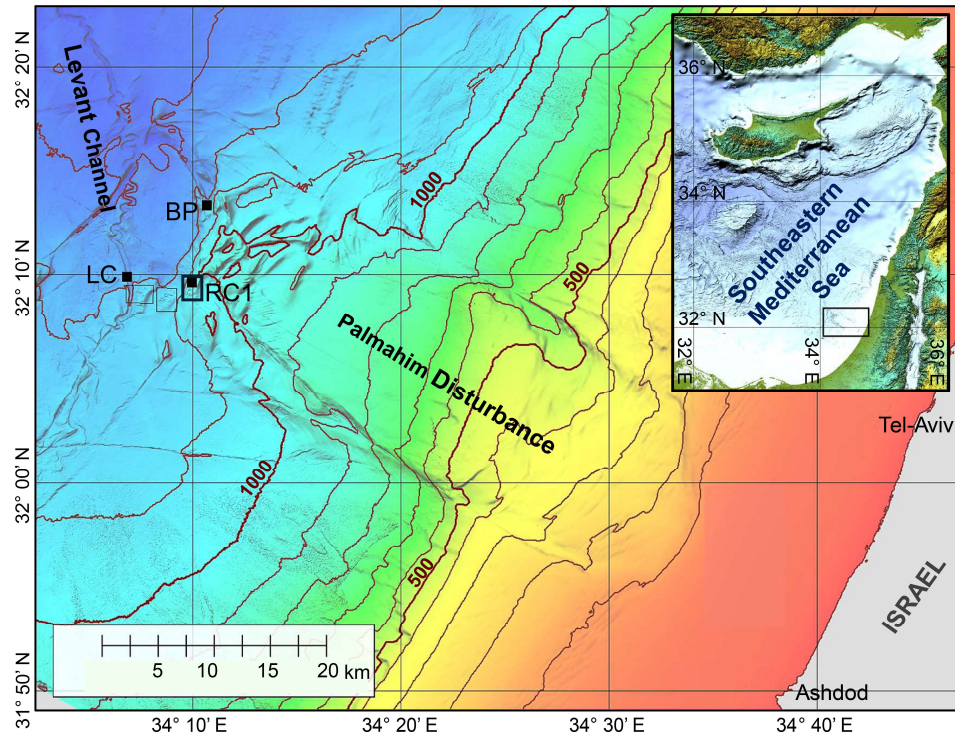 32° 20' N
32° 10' N
32° 00' N
31° 50' N
Levant Channel
BP
LC
RC1
1000
500
Palmahim Disturbance
1000
500
36° N
34° N
32° N
32° E
34° E
36° E
Southeastern
Mediterranean
Sea
Tel-Aviv
ISRAEL
Ashdod
5 10 15 20 km
34° 10' E
34° 20' E
34° 30' E
34° 40' E